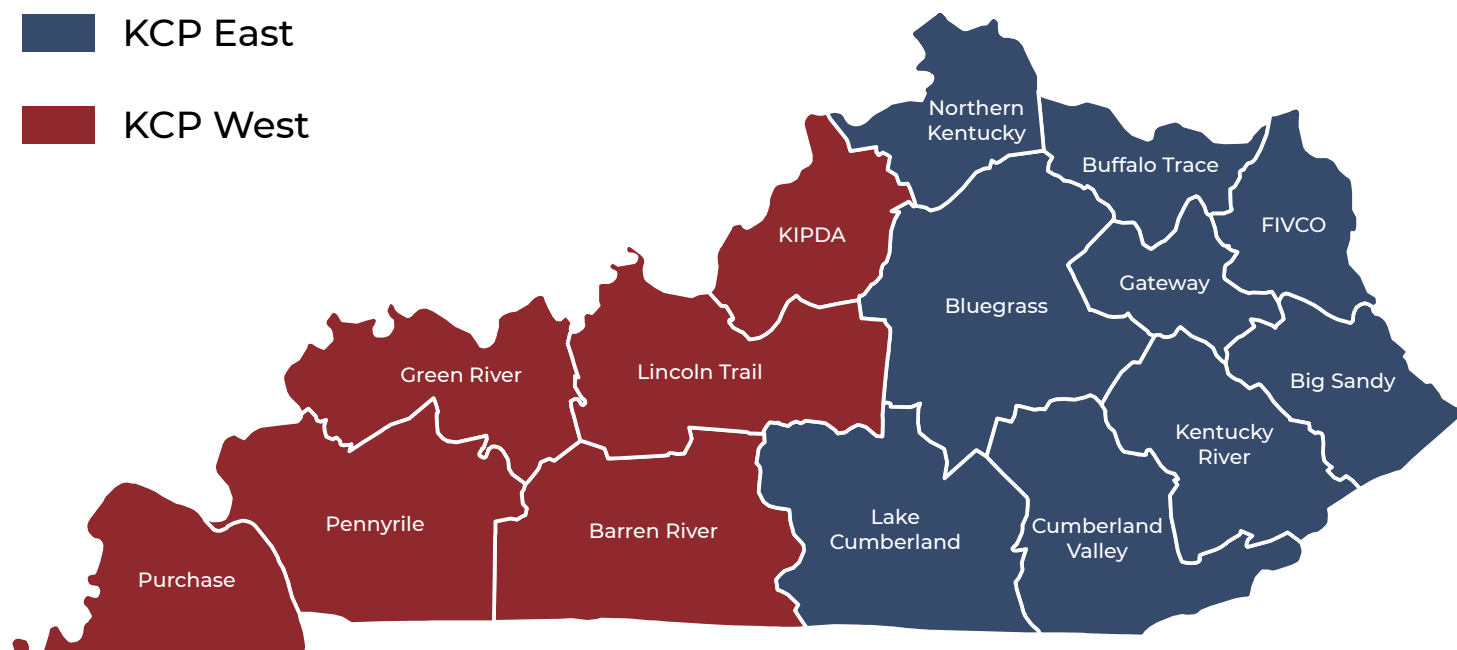 KCP East
KCP West
Northern
Kentucky
Buffalo Trace
FIVCO
KIPDA
Gateway
Bluegrass
Green River
Lincoln Trail
Big Sandy
Kentucky
River
Pennyrile
Barren River
Lake
Cumberland
Cumberland
Valley
Purchase